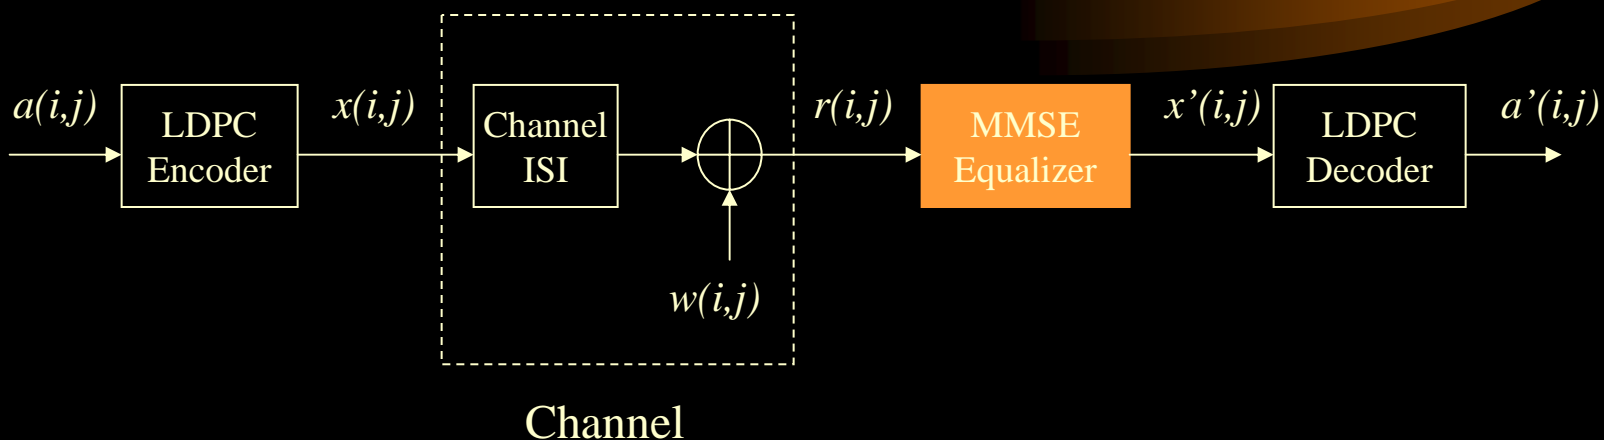 a(i,j)
LDPC
Encoder
x(i,j)
Channel
ISI
w(i,j)
r(i,j)
MMSE
Equalizer
x’(i,j)
LDPC
Decoder
a’(i,j)
Channel